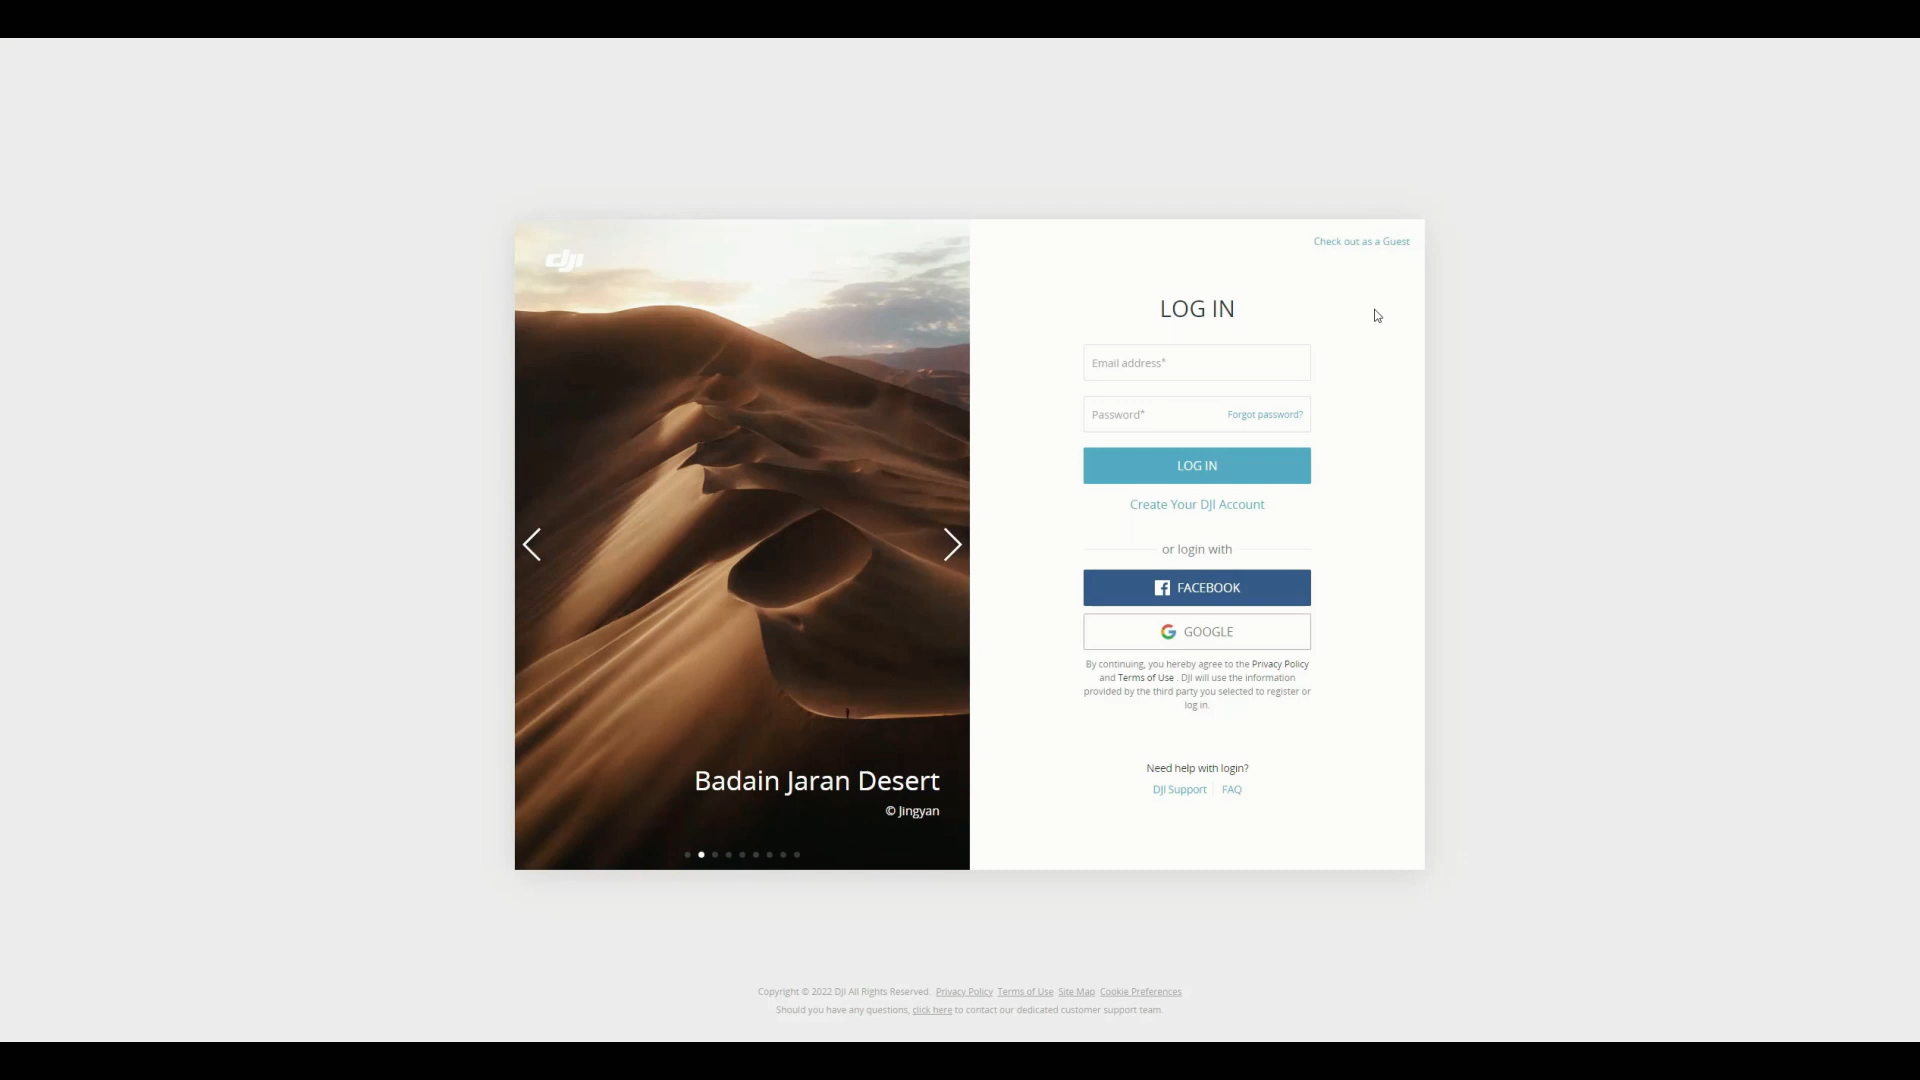 dji
Check out as a Guest
LOG IN
Email address*
Password*
Forgot password?
LOG IN
Create Your DJI Account
or login with
FACEBOOK
GOOGLE
By continuing, you hereby agree to the Privacy Policy
and Terms of Use . DJI will use the information
provided by the third party you selected to register or
log in.
Need help with login?
DJI Support
FAQ
Badain Jaran Desert
© Jingyan
Copyright © 2022 DJI All Rights Reserved. Privacy Policy Terms of Use Site Map Cookie Preferences
Should you have any questions, click here to contact our dedicated customer support team.